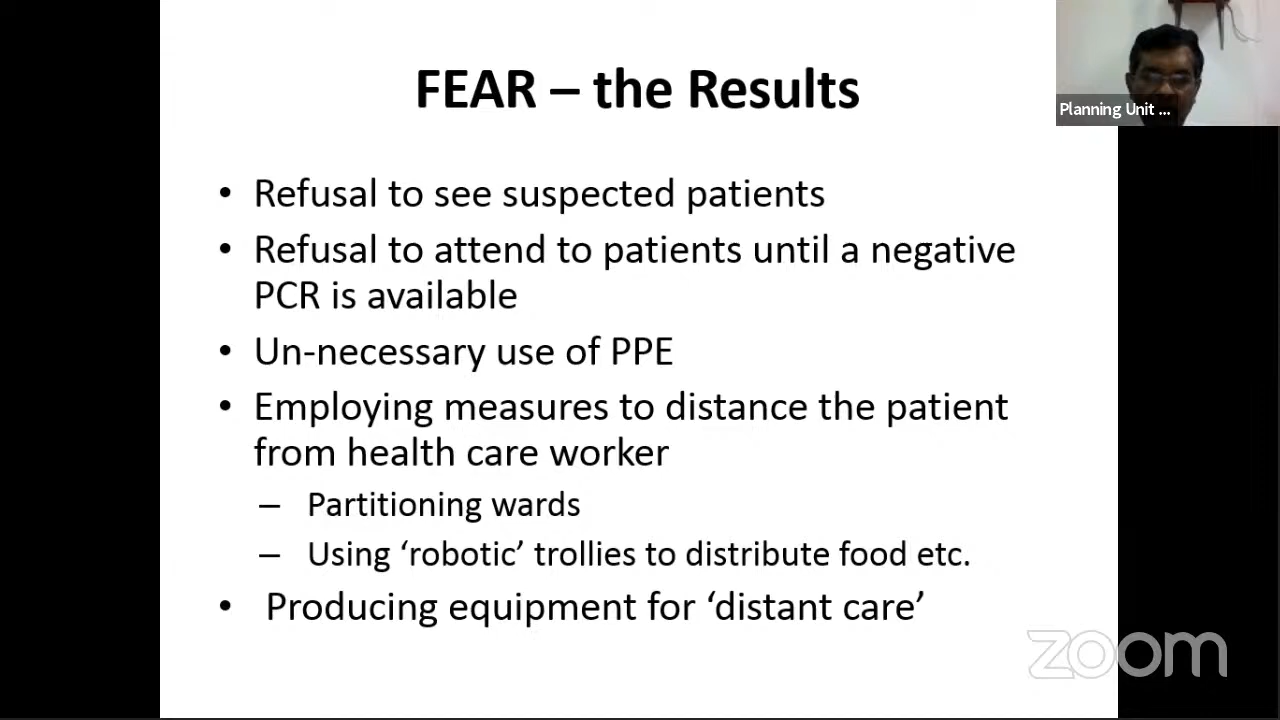 FEAR – the Results
Planning Unit ...
• Refusal to see suspected patients
• Refusal to attend to patients until a negative
PCR is available
• Un-necessary use of PPE
• Employing measures to distance the patient
from health care worker
– Partitioning wards
– Using ‘robotic’ trollies to distribute food etc.
• Producing equipment for ‘distant care’
zoom